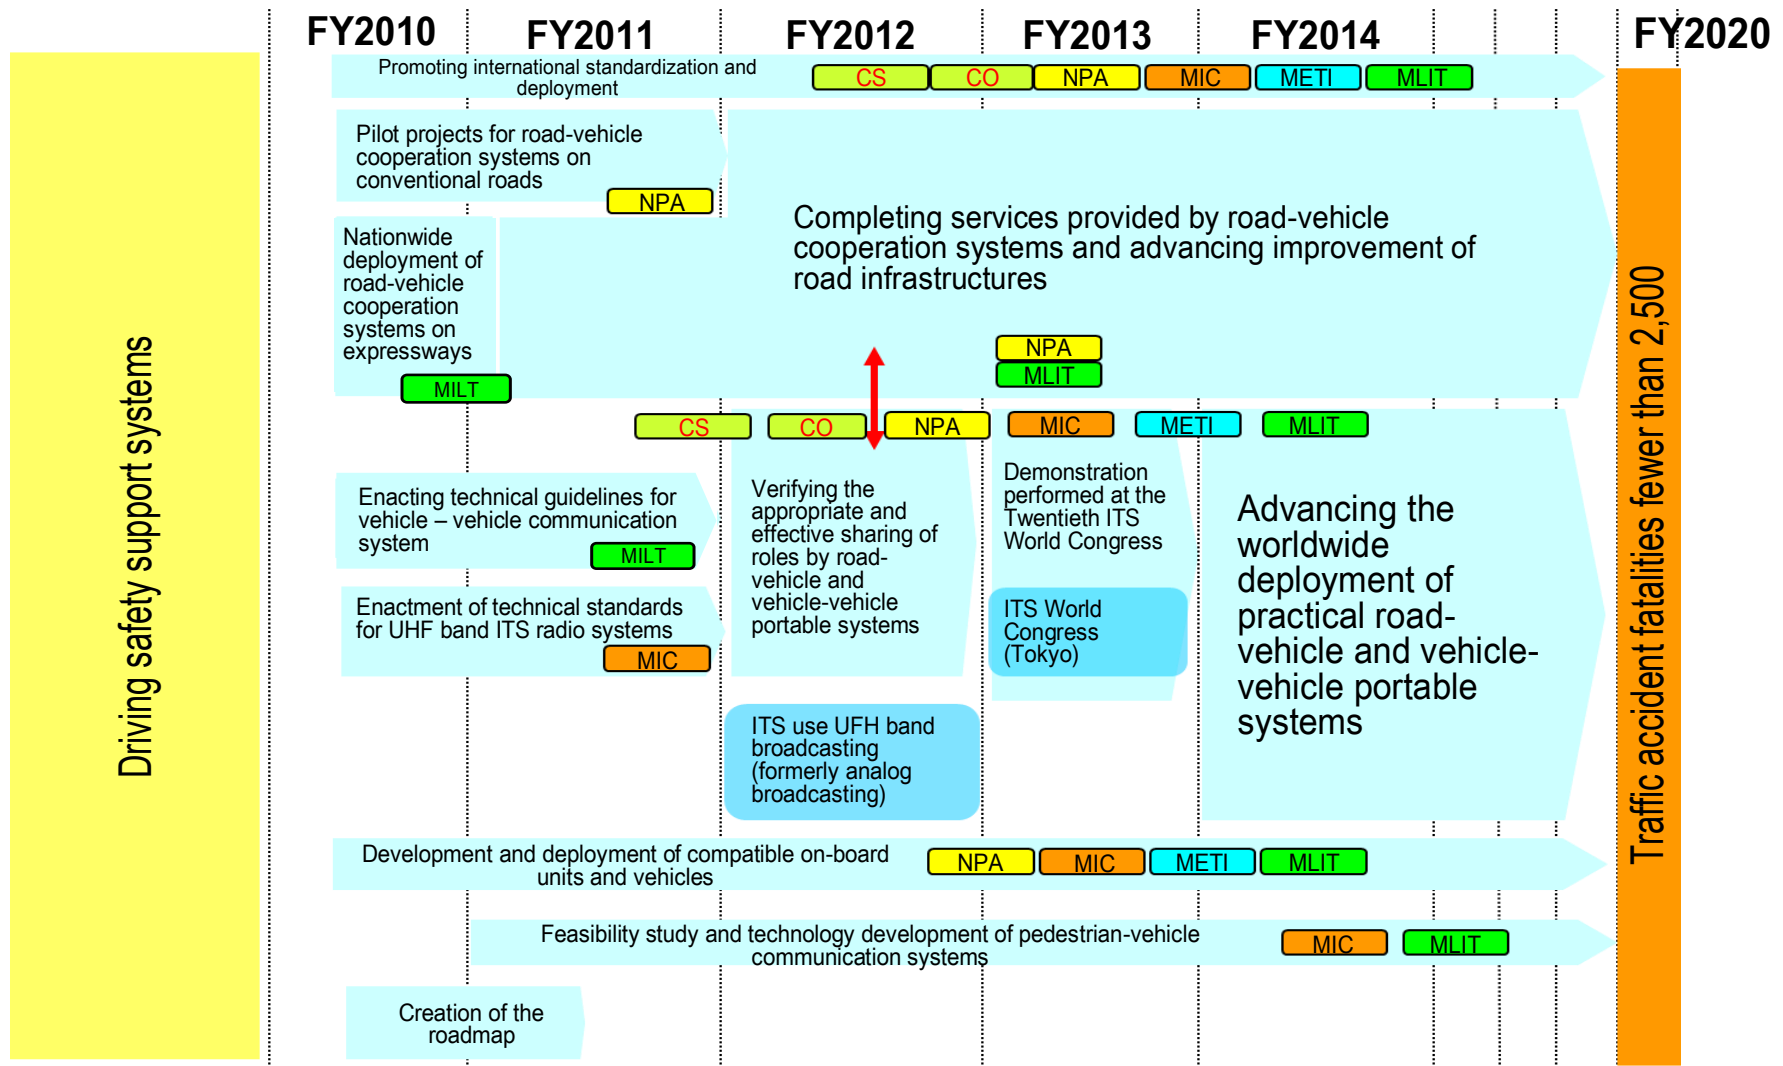 FY2010
FY2011
FY2012
FY2013
FY2014
FY2020
Promoting international standardization and
deployment
CS
CO
NPA
MIC
METI
MLIT
Pilot projects for road-vehicle
cooperation systems on
conventional roads
NPA
Nationwide
deployment of
road-vehicle
cooperation
systems on
expressways
MILT
Completing services provided by road-vehicle
cooperation systems and advancing improvement of
road infrastructures
NPA
MLIT
CS
CO
NPA
MIC
METI
MLIT
Enacting technical guidelines for
vehicle – vehicle communication
system
MILT
Enactment of technical standards
for UHF band ITS radio systems
MIC
Verifying the
appropriate and
effective sharing of
roles by road-
vehicle and
vehicle-vehicle
portable systems
ITS use UFH band
broadcasting
(formerly analog
broadcasting)
Demonstration
performed at the
Twentieth ITS
World Congress
ITS World
Congress
(Tokyo)
Advancing the
worldwide
deployment of
practical road-
vehicle and vehicle-
vehicle portable
systems
Development and deployment of compatible on-board
units and vehicles
NPA
MIC
METI
MLIT
Feasibility study and technology development of pedestrian-vehicle
communication systems
MIC
MLIT
Creation of the
roadmap
Driving safety support systems
Traffic accident fatalities fewer than 2,500